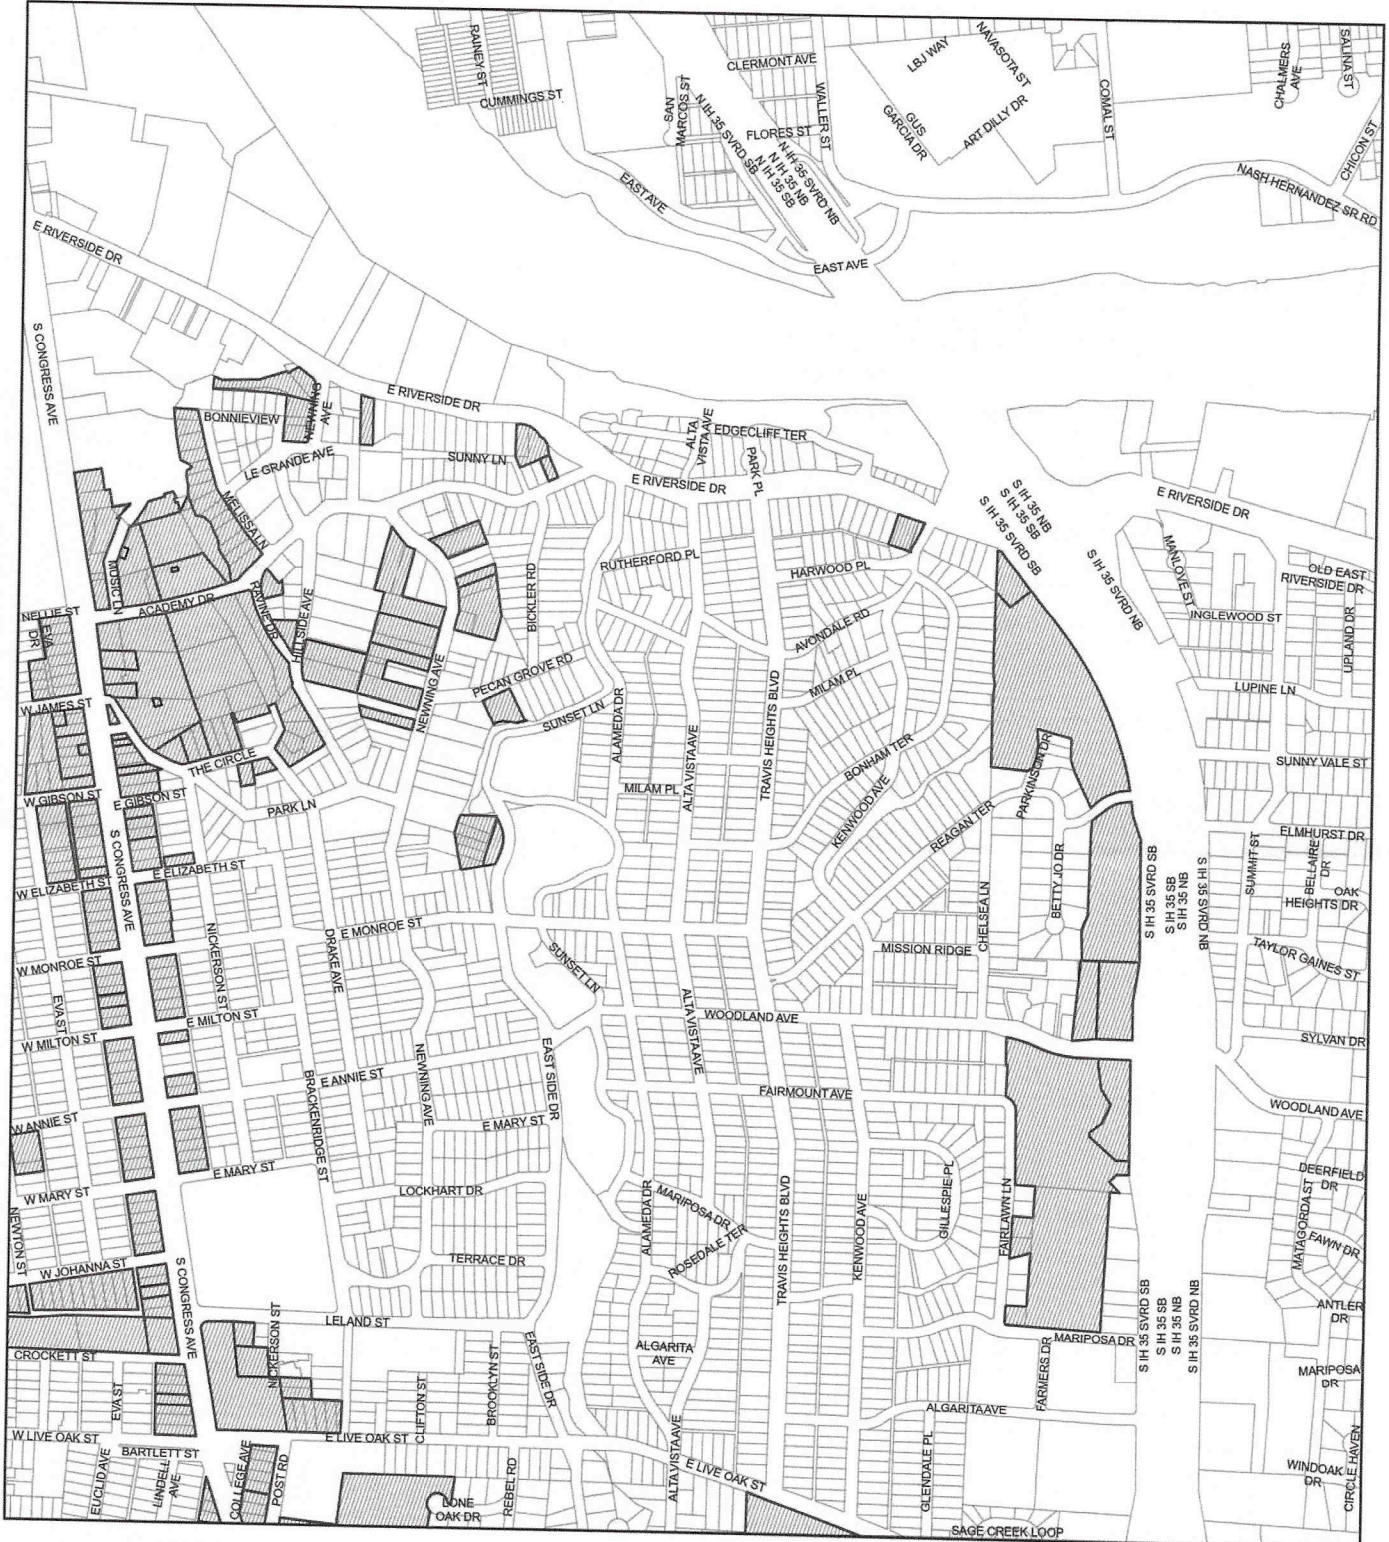 RAINEY ST
CUMMINGS ST
SAN
MARCOS ST
CLERMONT AVE
WALLER ST
FLORES ST
N IH 35 SVRD SB
N IH 35 SVRD NB
N IH 35 NB
N IH 35 SB
LBJ WAY
NAVASOTA ST
GUS
GARCIA DR
ART DILLY DR
COMAL ST
CHALMERS
AVE
SALINA ST
CHICON ST
NASH HERNANDEZ SR RD
EAST AVE
EAST AVE
E RIVERSIDE DR
S CONGRESS AVE
BONNIEVIEW
NEWNING
AVE
E RIVERSIDE DR
LE GRANDE AVE
SUNNY LN
ALTA
VISTA AVE
EDGECLIFF TER
PARK PL
E RIVERSIDE DR
MELISSA LN
S IH 35 NB
S IH 35 SB
S IH 35 SVRD SB
S IH 35 SVRD NB
E RIVERSIDE DR
MANLOVE ST
OLD EAST
RIVERSIDE DR
INGLEWOOD ST
UPLAND DR
LUPINE LN
SUNNY VALE ST
RUTHERFORD PL
HARWOOD PL
BICKLER RD
MUSIC LN
NELLIE ST
EVA
DR
ACADEMY DR
RAVINE DR
HILLSIDE AVE
AVONDALE RD
MILAM PL
PECAN GROVE RD
SUNSET LN
NEWNING AVE
ALAMEDA DR
ALTA VISTA AVE
TRAVIS HEIGHTS BLVD
W JAMES ST
THE CIRCLE
BONHAM TER
PARKINSON DR
W GIBSON ST
E GIBSON ST
PARK LN
MILAM PL
KENWOOD AVE
REAGAN TER
S CONGRESS AVE
E ELIZABETH ST
W ELIZABETH ST
ELMHURST DR
SUMMIT ST
BELLAIRE
DR
OAK
HEIGHTS DR
TAYLOR GAINES ST
BETTY JO DR
CHELSEA LN
S IH 35 SVRD SB
S IH 35 SB
S IH 35 NB
S IH 35 SVRD NB
NICKERSON ST
E MONROE ST
DRAKE AVE
MISSION RIDGE
W MONROE ST
SUNSET LN
EVA ST
E MILTON ST
W MILTON ST
ALTA VISTA AVE
WOODLAND AVE
SYLVAN DR
E ANNIE ST
NEWNING AVE
EAST SIDE DR
BRACKENRIDGE ST
FAIRMOUNT AVE
WOODLAND AVE
W ANNIE ST
E MARY ST
E MARY ST
W MARY ST
LOCKHART DR
NEWTON ST
ALAMEDA DR
MARIPOSA DR
ROSEDALE TER
TRAVIS HEIGHTS BLVD
KENWOOD AVE
GILLESPIE PL
FAIRLAWN LN
DEERFIELD
DR
MATAGORDA ST
FAWN DR
W JOHANNA ST
TERRACE DR
S CONGRESS AVE
LELAND ST
NICKERSON ST
ANTLER
DR
S IH 35 SVRD SB
S IH 35 SB
S IH 35 NB
S IH 35 SVRD NB
MARIPOSA DR
CROCKETT ST
EAST SIDE DR
ALGARITA
AVE
FARMERS DR
MARIPOSA
DR
EVA ST
CLIFTON ST
BROOKLYN ST
ALGARITA AVE
W LIVE OAK ST
BARTLETT ST
E LIVE OAK ST
EUCLID AVE
LINDELL
AVE
COLLEGE AVE
POST RD
LONE
OAK DR
REBEL RD
ALTA VISTA AVE
E LIVE OAK ST
GLENDALE PL
SAGE CREEK LOOP
WINDOAK
DR
CIRCLE HAVEN